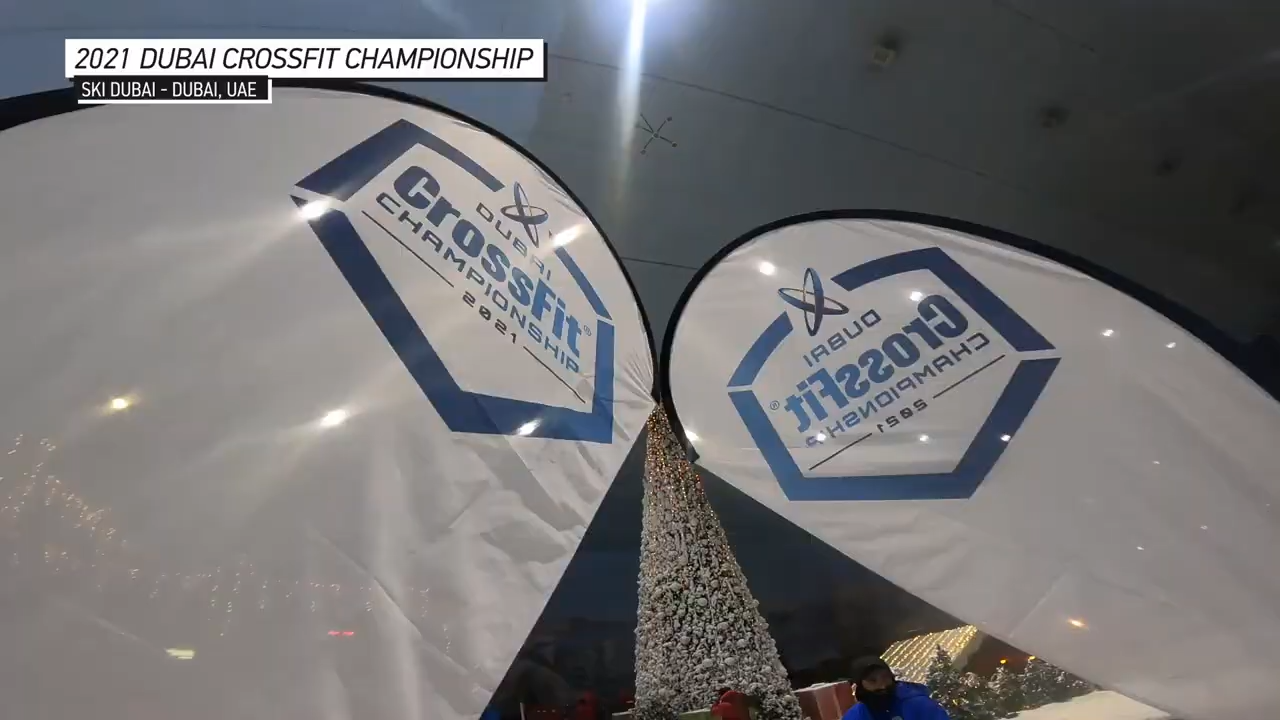 2021 DUBAI CROSSFIT CHAMPIONSHIP
SKI DUBAI - DUBAI, UAE
DUBAI
CrossFit®
CHAMPIONSHIP
2021
DUBAI
CrossFit®
CHAMPIONSHIP
2021